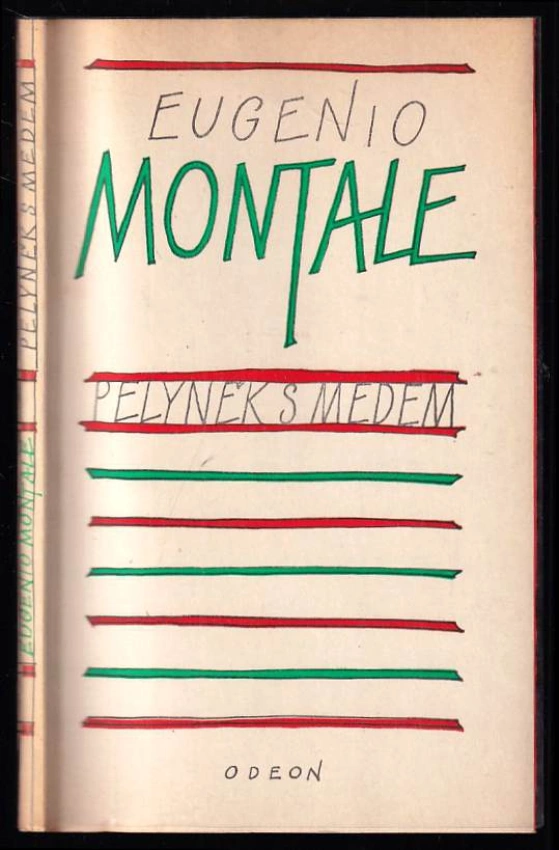 EUGENIO
MONTALE
PELYNĚK S MEDEM
ODEON
PELYNĚK S MEDEM
EUGENIO MONTALE